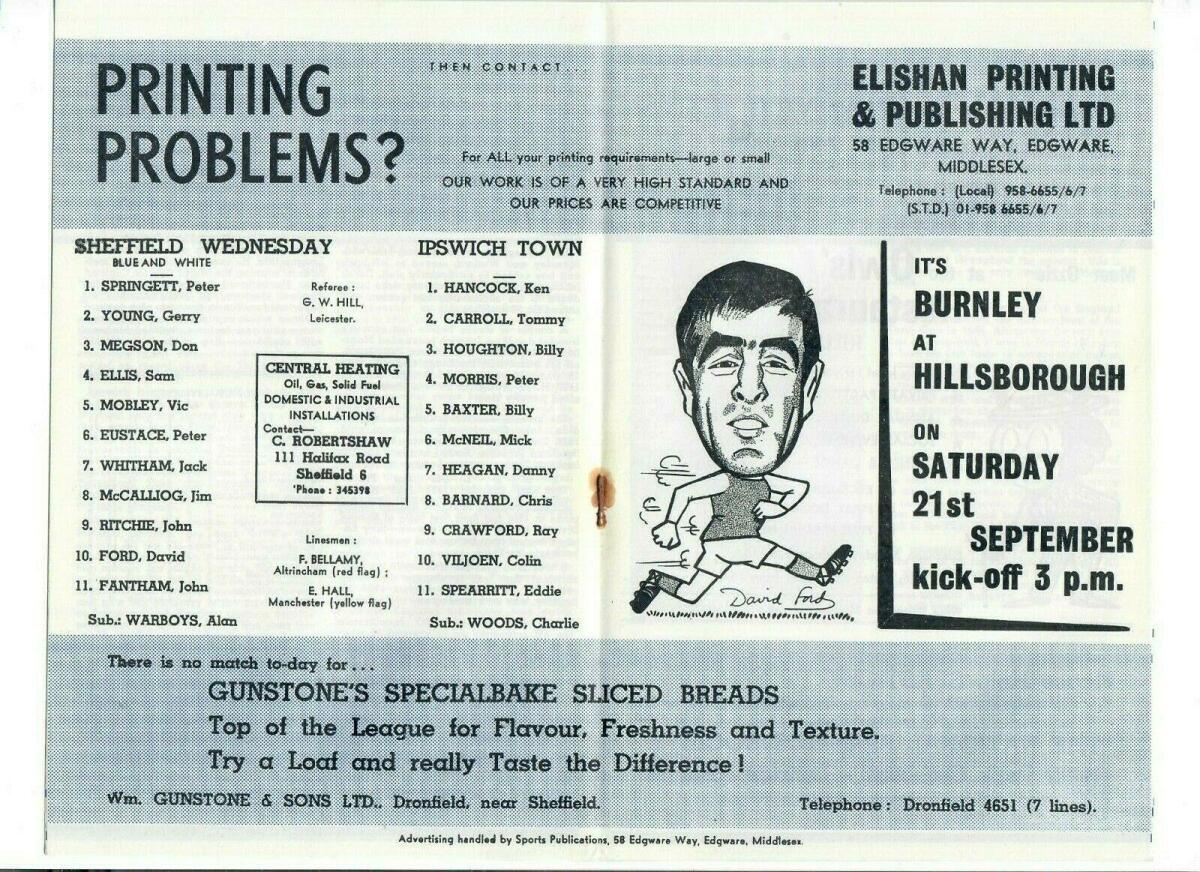 PRINTING
PROBLEMS?
THEN CONTACT...
For ALL your printing requirements—large or small
OUR WORK IS OF A VERY HIGH STANDARD AND
OUR PRICES ARE COMPETITIVE
ELISHAN PRINTING
& PUBLISHING LTD
58 EDGWARE WAY, EDGWARE,
MIDDLESEX.
Telephone : (Local) 958-6655/6/7
(S.T.D.) 01-958 6655/6/7
SHEFFIELD WEDNESDAY
BLUE AND WHITE
1. SPRINGETT, Peter
2. YOUNG, Gerry
3. MEGSON, Don
4. ELLIS, Sam
5. MOBLEY, Vic
6. EUSTACE, Peter
7. WHITHAM, Jack
8. McCALLIOG, Jim
9. RITCHIE, John
10. FORD, David
11. FANTHAM, John
Sub.: WARBOYS, Alan
Referee :
G. W. HILL,
Leicester.
CENTRAL HEATING
Oil, Gas, Solid Fuel
DOMESTIC & INDUSTRIAL
INSTALLATIONS
Contact—
C. ROBERTSHAW
111 Halifax Road
Sheffield 6
'Phone : 345398
Linesmen :
F. BELLAMY,
Altrincham (red flag) ;
E. HALL,
Manchester (yellow flag)
IPSWICH TOWN
1. HANCOCK, Ken
2. CARROLL, Tommy
3. HOUGHTON, Billy
4. MORRIS, Peter
5. BAXTER, Billy
6. McNEIL, Mick
7. HEAGAN, Danny
8. BARNARD, Chris
9. CRAWFORD, Ray
10. VILJOEN, Colin
11. SPEARRITT, Eddie
Sub.: WOODS, Charlie
David Ford
IT'S
BURNLEY
AT
HILLSBOROUGH
ON
SATURDAY
21st
SEPTEMBER
kick-off 3 p.m.
There is no match to-day for...
GUNSTONE'S SPECIALBAKE SLICED BREADS
Top of the League for Flavour, Freshness and Texture.
Try a Loaf and really Taste the Difference !
Wm. GUNSTONE & SONS LTD., Dronfield, near Sheffield.
Telephone : Dronfield 4651 (7 lines).
Advertising handled by Sports Publications, 58 Edgware Way, Edgware, Middlesex.